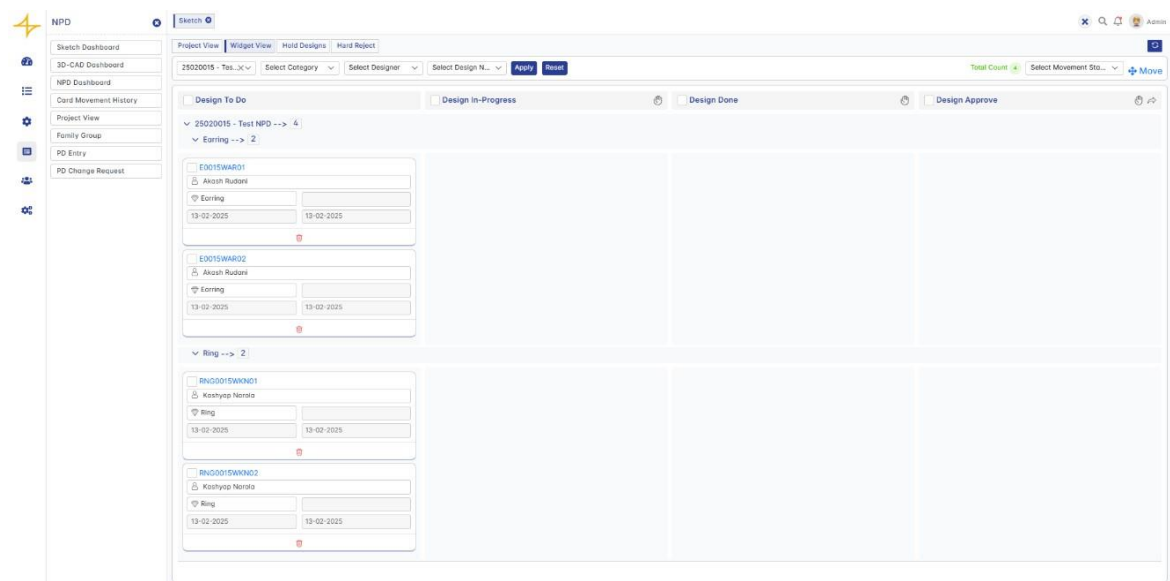 NPD
Sketch Dashboard
3D-CAD Dashboard
NPD Dashboard
Card Movement History
Project View
Family Group
PD Entry
PD Change Request
Sketch
Admin
Project View Widget View Hold Designs Hard Reject
25020015 - Tes... Select Category Select Designer Select Design N... Apply Reset Total Count 4 Select Movement Sta... Move
Design To Do Design In-Progress Design Done Design Approve
25020015 - Test NPD --> 4
Earring --> 2
E0015WAR01
Akash Rudani
Earring
13-02-2025 13-02-2025
E0015WAR02
Akash Rudani
Earring
13-02-2025 13-02-2025
Ring --> 2
RNG0015WKN01
Kashyap Narola
Ring
13-02-2025 13-02-2025
RNG0015WKN02
Kashyap Narola
Ring
13-02-2025 13-02-2025